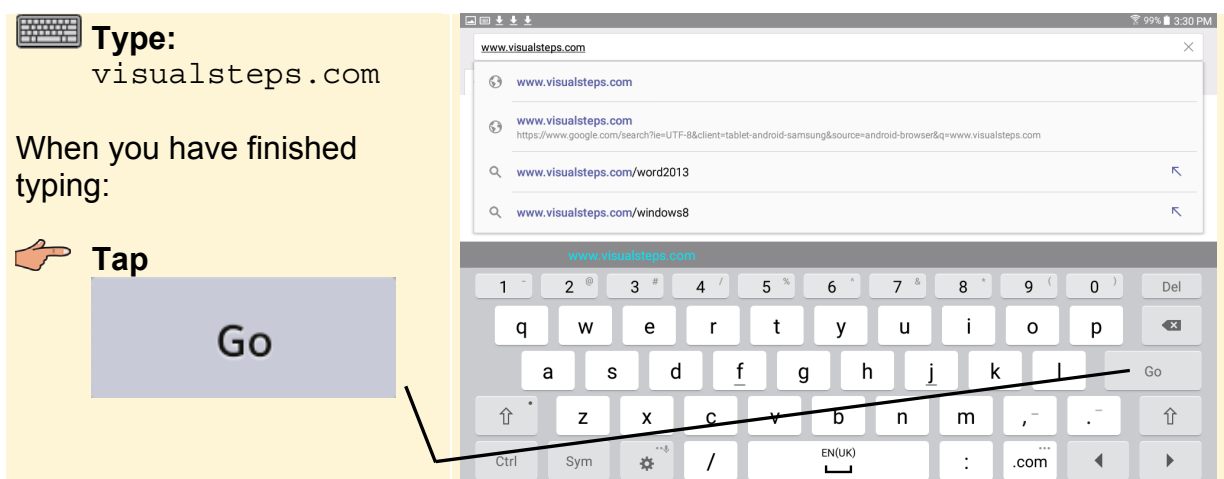 Type:
visualsteps.com
When you have finished
typing:
Tap
Go
99% 3:30 PM
www.visualsteps.com
www.visualsteps.com
www.visualsteps.com
https://www.google.com/search?ie=UTF-8&client=tablet-android-samsung&source=android-browser&q=www.visualsteps.com
www.visualsteps.com/word2013
www.visualsteps.com/windows8
www.visualsteps.com
1 - 2 @ 3 # 4 / 5 % 6 ^ 7 & 8 * 9 ( 0 ) Del
q w e r t y u i o p
a s d f g h j k l Go
z x c v b n m , - . -
Ctrl Sym / EN(UK) : .com